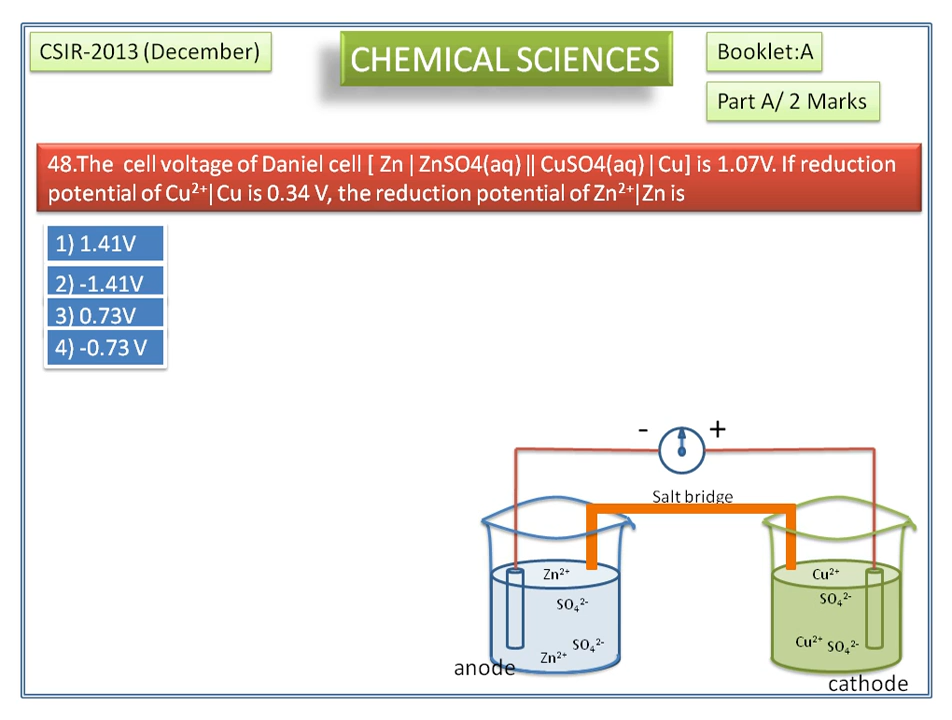 CSIR-2013 (December)
CHEMICAL SCIENCES
Booklet:A
Part A/ 2 Marks
48.The cell voltage of Daniel cell [ Zn | ZnSO4(aq) || CuSO4(aq) | Cu] is 1.07V. If reduction
potential of Cu²⁺| Cu is 0.34 V, the reduction potential of Zn²⁺|Zn is
1) 1.41V
2) -1.41V
3) 0.73V
4) -0.73 V
- +
Salt bridge
Zn²⁺
SO₄²⁻
SO₄²⁻
Zn²⁺
anode
Cu²⁺
SO₄²⁻
Cu²⁺ SO₄²⁻
cathode